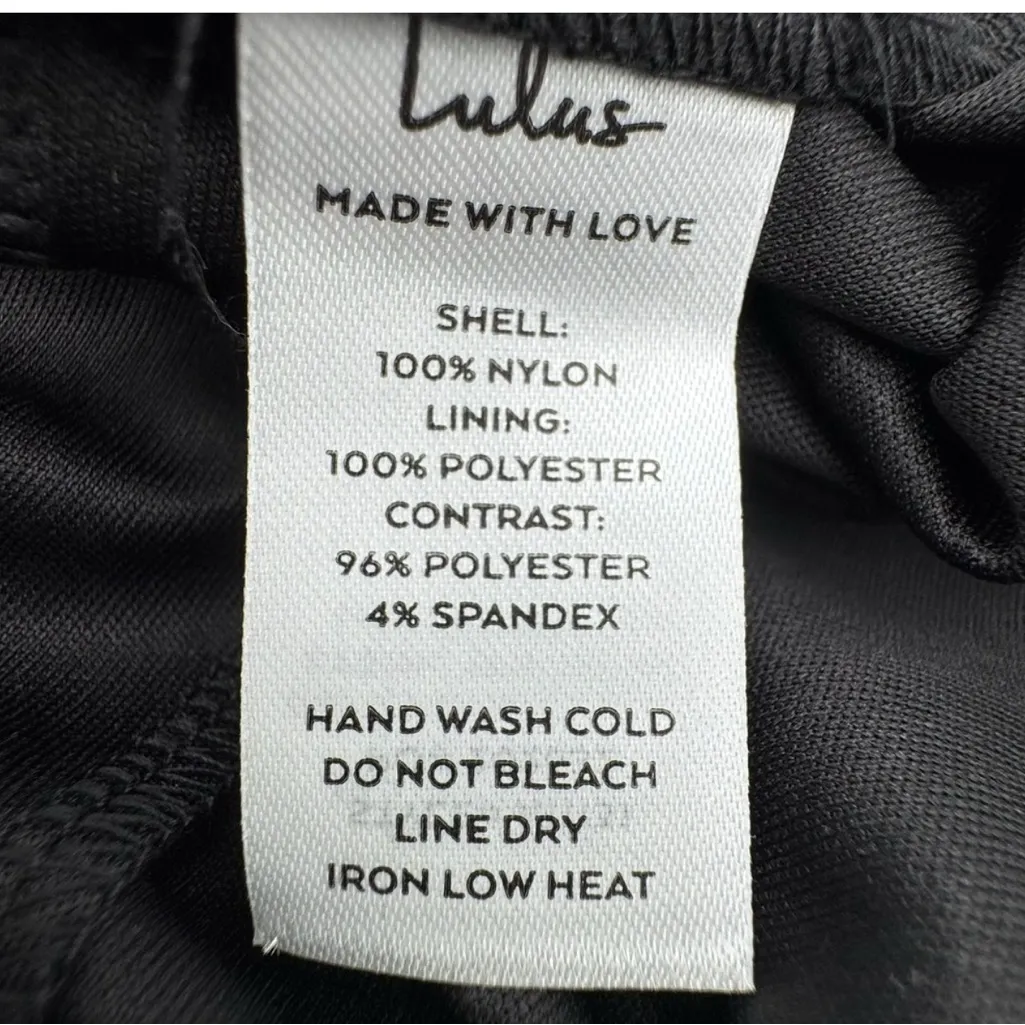 Lulus
MADE WITH LOVE
SHELL:
100% NYLON
LINING:
100% POLYESTER
CONTRAST:
96% POLYESTER
4% SPANDEX
HAND WASH COLD
DO NOT BLEACH
LINE DRY
IRON LOW HEAT